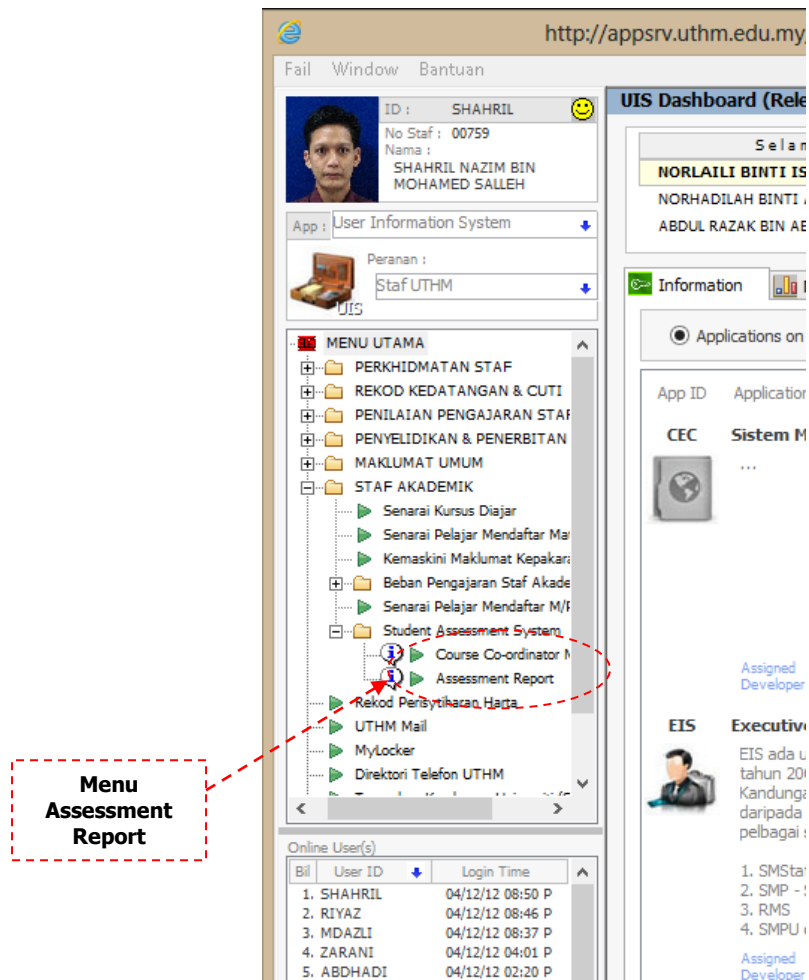 http://appsrv.uthm.edu.my
Fail Window Bantuan
ID : SHAHRIL
No Staf : 00759
Nama :
SHAHRIL NAZIM BIN
MOHAMED SALLEH
App : User Information System
Peranan :
Staf UTHM
UIS
MENU UTAMA
PERKHIDMATAN STAF
REKOD KEDATANGAN & CUTI
PENILAIAN PENGAJARAN STAF
PENYELIDIKAN & PENERBITAN
MAKLUMAT UMUM
STAF AKADEMIK
Senarai Kursus Diajar
Senarai Pelajar Mendaftar Mat
Kemaskini Maklumat Kepakara
Beban Pengajaran Staf Akade
Senarai Pelajar Mendaftar M/P
Student Assessment System
Course Co-ordinator M
Assessment Report
Rekod Perisytiharan Harta
UTHM Mail
MyLocker
Direktori Telefon UTHM
Menu
Assessment
Report
Online User(s)
Bil User ID Login Time
1. SHAHRIL 04/12/12 08:50 P
2. RIYAZ 04/12/12 08:46 P
3. MDAZLI 04/12/12 08:37 P
4. ZARANI 04/12/12 04:01 P
5. ABDHADI 04/12/12 02:20 P
UIS Dashboard (Rele
Selam
NORLAILI BINTI IS
NORHADILAH BINTI
ABDUL RAZAK BIN AB
Information
Applications on
App ID Application
CEC Sistem M
...
Assigned
Developer
EIS Executive
EIS ada u
tahun 200
Kandunga
daripada
pelbagai s
1. SMStaf
2. SMP - S
3. RMS
4. SMPU
Assigned
Developer